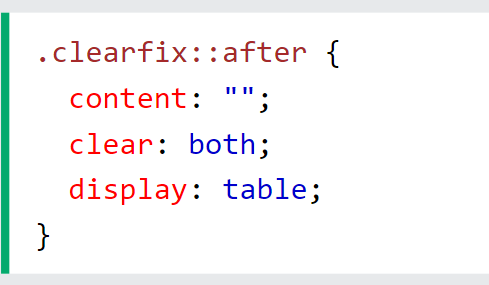 .clearfix::after {
  content: "";
  clear: both;
  display: table;
}